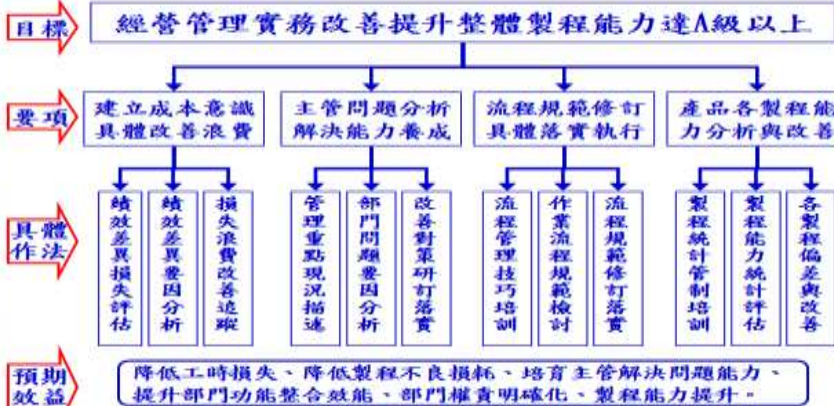 目標
經營管理實務改善提升整體製程能力達A級以上
要項
建立成本意識
具體改善浪費
主管問題分析
解決能力養成
流程規範修訂
具體落實執行
產品各製程能
力分析與改善
具體
作法
績效差異損失評估
績效差異要因分析
損失浪費改善追蹤
管理重點現況描述
部門問題要因分析
改善對策研訂落實
流程管理技巧培訓
作業流程規範檢討
流程規範修訂落實
製程統計管制培訓
製程能力統計評估
各製程偏差與改善
預期
效益
降低工時損失、降低製程不良損耗、培育主管解決問題能力、
提升部門功能整合效能、部門權責明確化、製程能力提升。